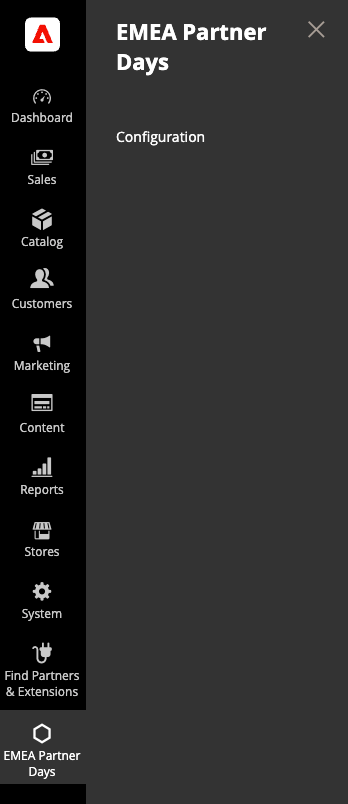 EMEA Partner
Days
Configuration
Dashboard
Sales
Catalog
Customers
Marketing
Content
Reports
Stores
System
Find Partners
& Extensions
EMEA Partner
Days